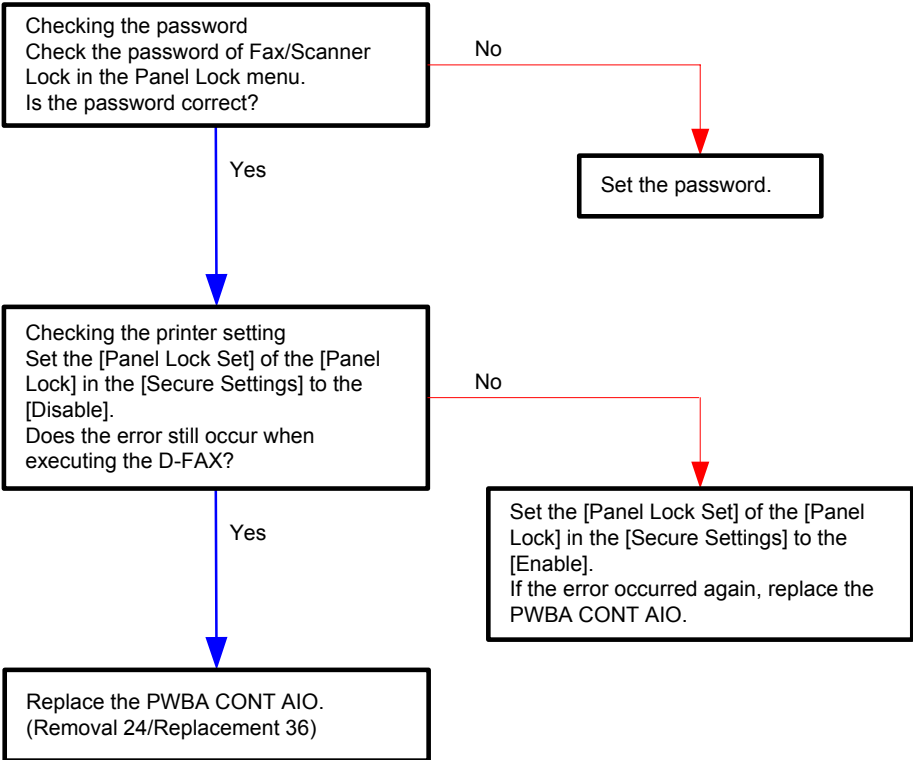 Checking the password
Check the password of Fax/Scanner
Lock in the Panel Lock menu.
Is the password correct?
No
Yes
Set the password.
Checking the printer setting
Set the [Panel Lock Set] of the [Panel
Lock] in the [Secure Settings] to the
[Disable].
Does the error still occur when
executing the D-FAX?
No
Yes
Set the [Panel Lock Set] of the [Panel
Lock] in the [Secure Settings] to the
[Enable].
If the error occurred again, replace the
PWBA CONT AIO.
Replace the PWBA CONT AIO.
(Removal 24/Replacement 36)